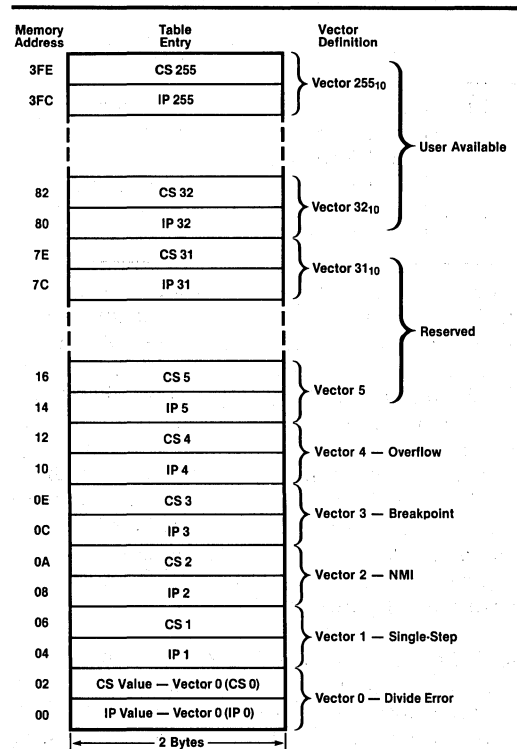 Memory Address Table Entry Vector Definition
3FE CS 255
Vector 255₁₀
3FC IP 255
User Available
82 CS 32
Vector 32₁₀
80 IP 32
7E CS 31
Vector 31₁₀
7C IP 31
Reserved
16 CS 5
Vector 5
14 IP 5
12 CS 4
Vector 4 — Overflow
10 IP 4
0E CS 3
Vector 3 — Breakpoint
0C IP 3
0A CS 2
Vector 2 — NMI
08 IP 2
06 CS 1
Vector 1 — Single-Step
04 IP 1
02 CS Value — Vector 0 (CS 0)
Vector 0 — Divide Error
00 IP Value — Vector 0 (IP 0)
2 Bytes